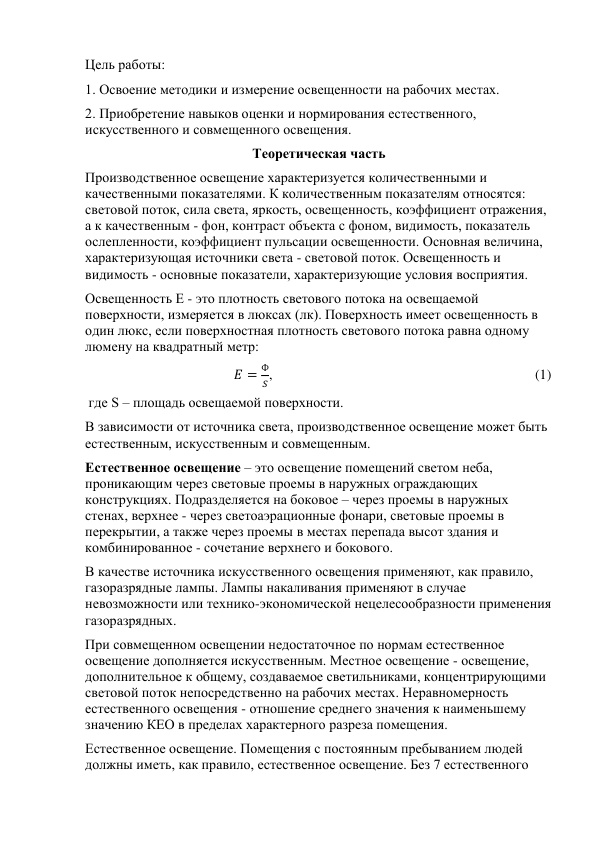 Цель работы:
1. Освоение методики и измерение освещенности на рабочих местах.
2. Приобретение навыков оценки и нормирования естественного,
искусственного и совмещенного освещения.
Теоретическая часть
Производственное освещение характеризуется количественными и
качественными показателями. К количественным показателям относятся:
световой поток, сила света, яркость, освещенность, коэффициент отражения,
а к качественным - фон, контраст объекта с фоном, видимость, показатель
ослепленности, коэффициент пульсации освещенности. Основная величина,
характеризующая источники света - световой поток. Освещенность и
видимость - основные показатели, характеризующие условия восприятия.
Освещенность Е - это плотность светового потока на освещаемой
поверхности, измеряется в люксах (лк). Поверхность имеет освещенность в
один люкс, если поверхностная плотность светового потока равна одному
люмену на квадратный метр:
E = Ф/S, (1)
где S – площадь освещаемой поверхности.
В зависимости от источника света, производственное освещение может быть
естественным, искусственным и совмещенным.
Естественное освещение – это освещение помещений светом неба,
проникающим через световые проемы в наружных ограждающих
конструкциях. Подразделяется на боковое – через проемы в наружных
стенах, верхнее - через светоаэрационные фонари, световые проемы в
перекрытии, а также через проемы в местах перепада высот здания и
комбинированное - сочетание верхнего и бокового.
В качестве источника искусственного освещения применяют, как правило,
газоразрядные лампы. Лампы накаливания применяют в случае
невозможности или технико-экономической нецелесообразности применения
газоразрядных.
При совмещенном освещении недостаточное по нормам естественное
освещение дополняется искусственным. Местное освещение - освещение,
дополнительное к общему, создаваемое светильниками, концентрирующими
световой поток непосредственно на рабочих местах. Неравномерность
естественного освещения - отношение среднего значения к наименьшему
значению КЕО в пределах характерного разреза помещения.
Естественное освещение. Помещения с постоянным пребыванием людей
должны иметь, как правило, естественное освещение. Без 7 естественного